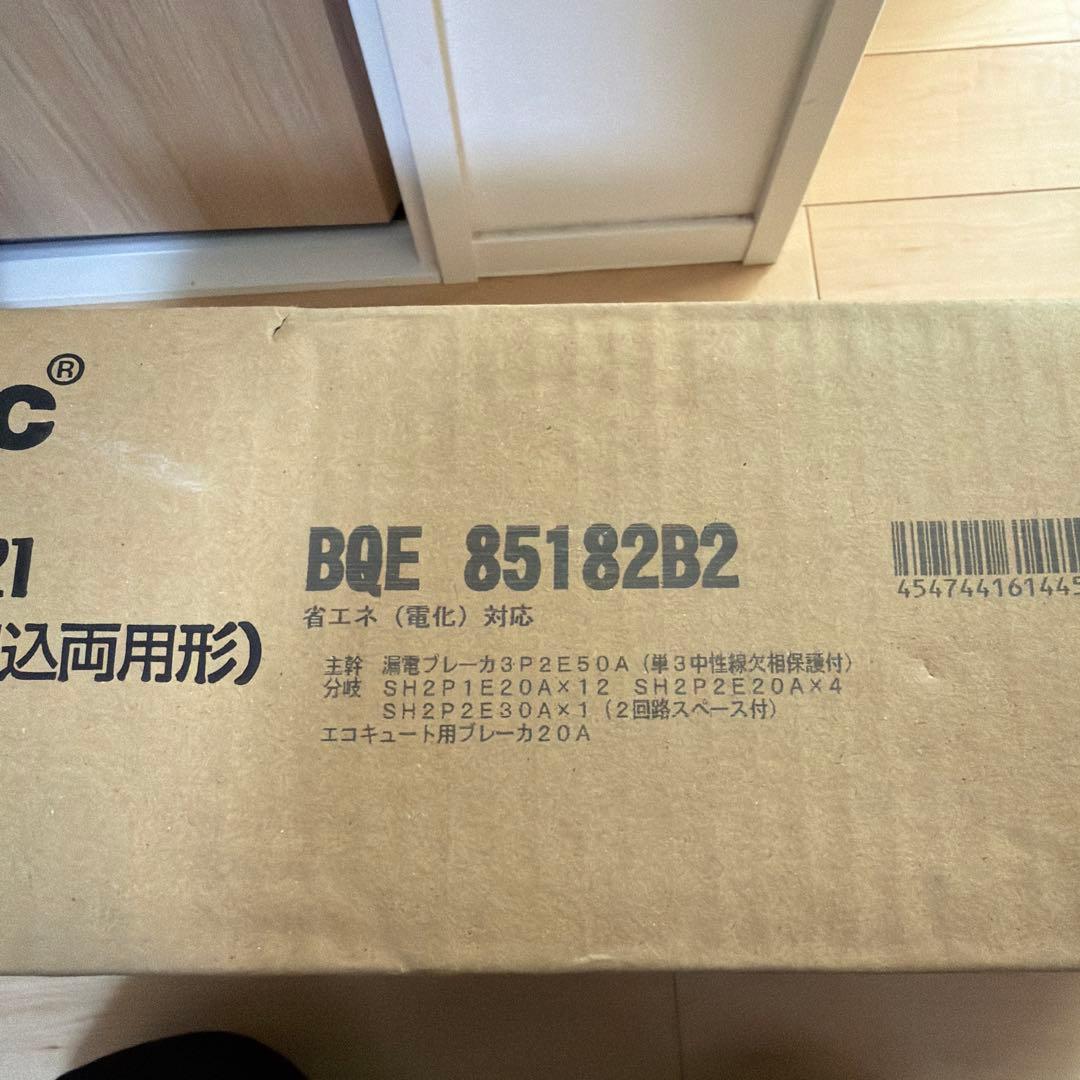 c®
21
込両用形)
BQE 85182B2
省エネ（電化）対応
主幹 漏電ブレーカ3P2E50A（単3中性線欠相保護付）
分岐 SH2P1E20A×12 SH2P2E20A×4
SH2P2E30A×1（2回路スペース付）
エコキュート用ブレーカ20A
4547441614445